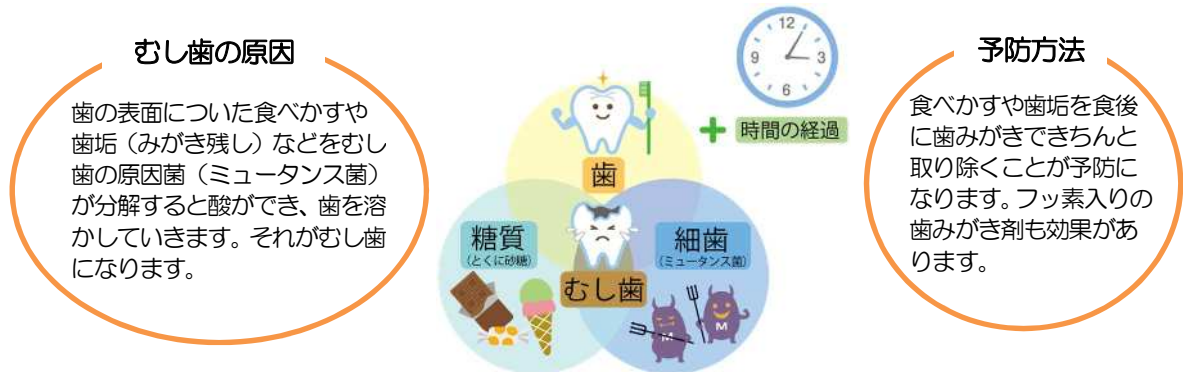 むし歯の原因
歯の表面についた食べかすや
歯垢（みがき残し）などをむし
歯の原因菌（ミュータンス菌）
が分解すると酸ができ、歯を溶
かしていきます。それがむし歯
になります。
12
3
6
9
＋ 時間の経過
歯
糖質
（とくに砂糖）
細歯
（ミュータンス菌）
むし歯
M
M
予防方法
食べかすや歯垢を食後
に歯みがきできちんと
取り除くことが予防に
なります。フッ素入りの
歯みがき剤も効果があ
ります。